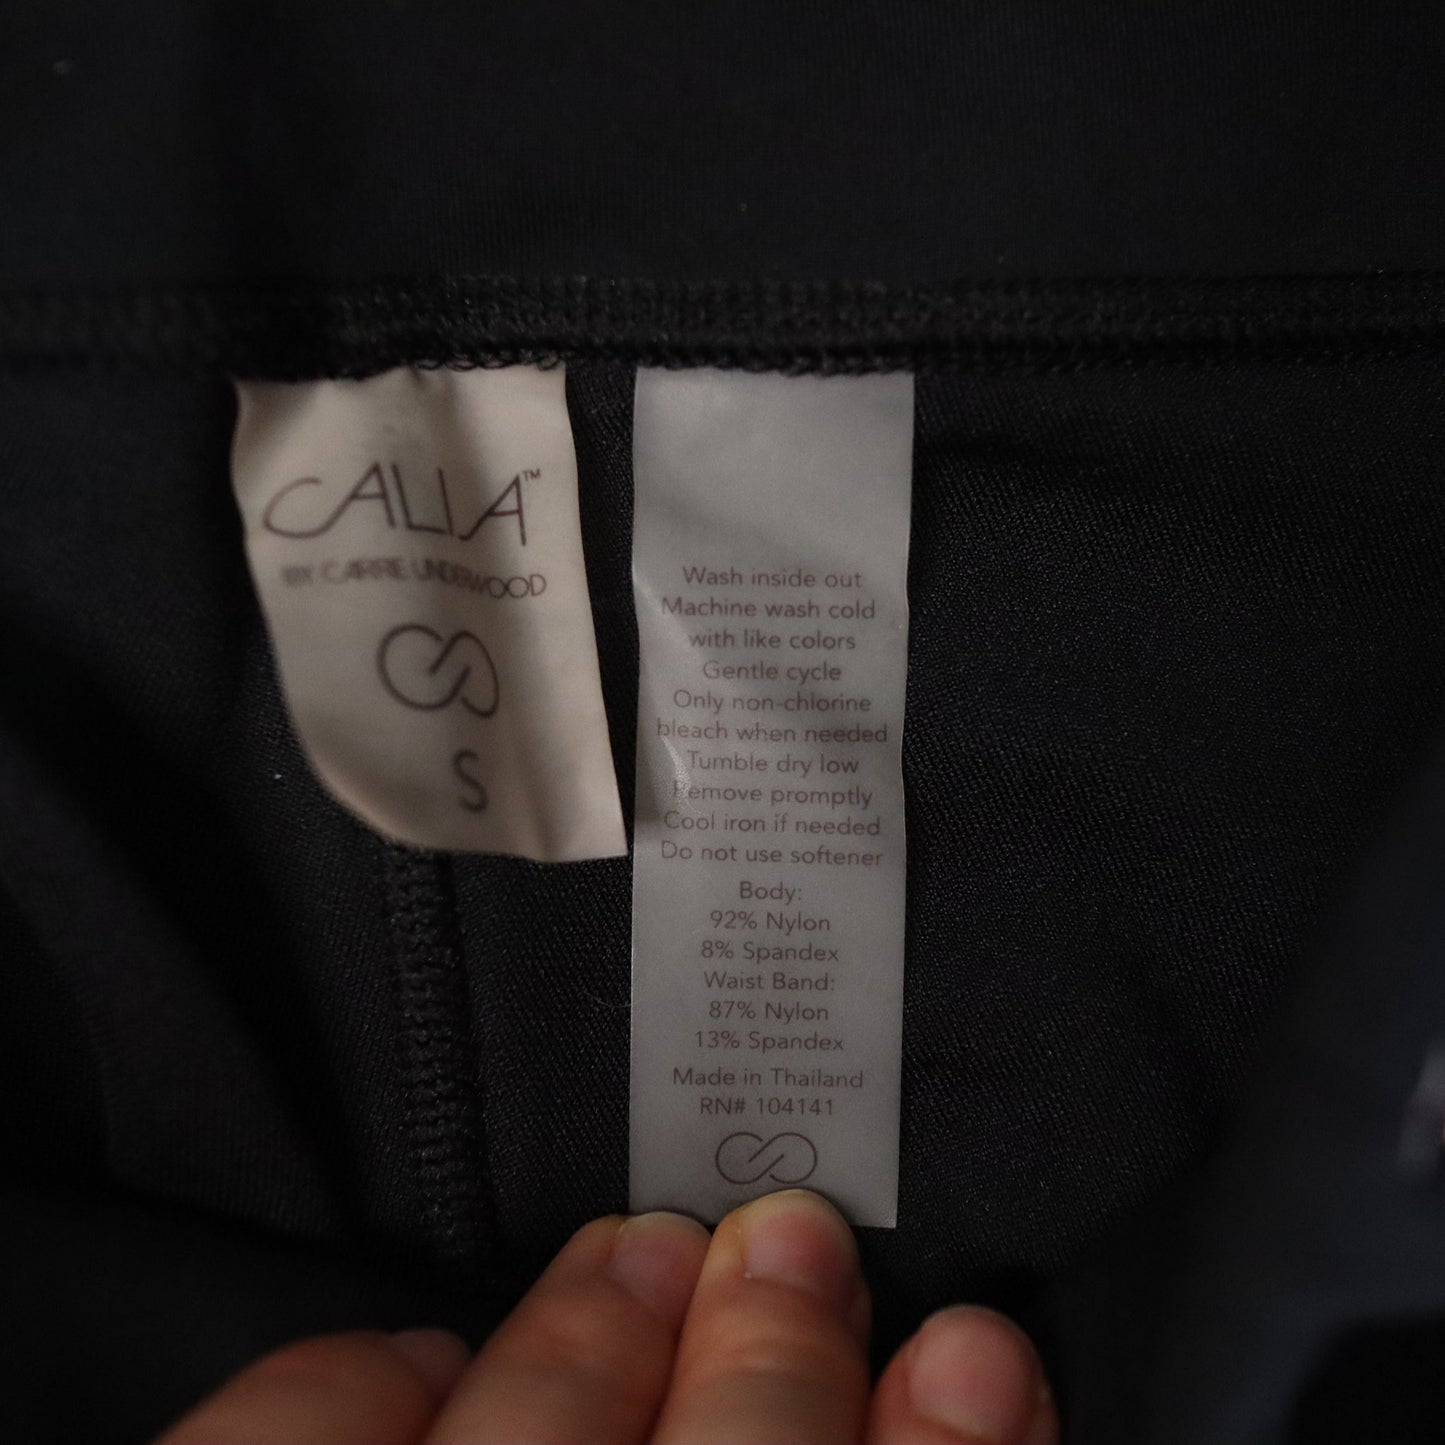 CALIA™
BY CARRIE UNDERWOOD
S
Wash inside out
Machine wash cold
with like colors
Gentle cycle
Only non-chlorine
bleach when needed
Tumble dry low
Remove promptly
Cool iron if needed
Do not use softener
Body:
92% Nylon
8% Spandex
Waist Band:
87% Nylon
13% Spandex
Made in Thailand
RN# 104141